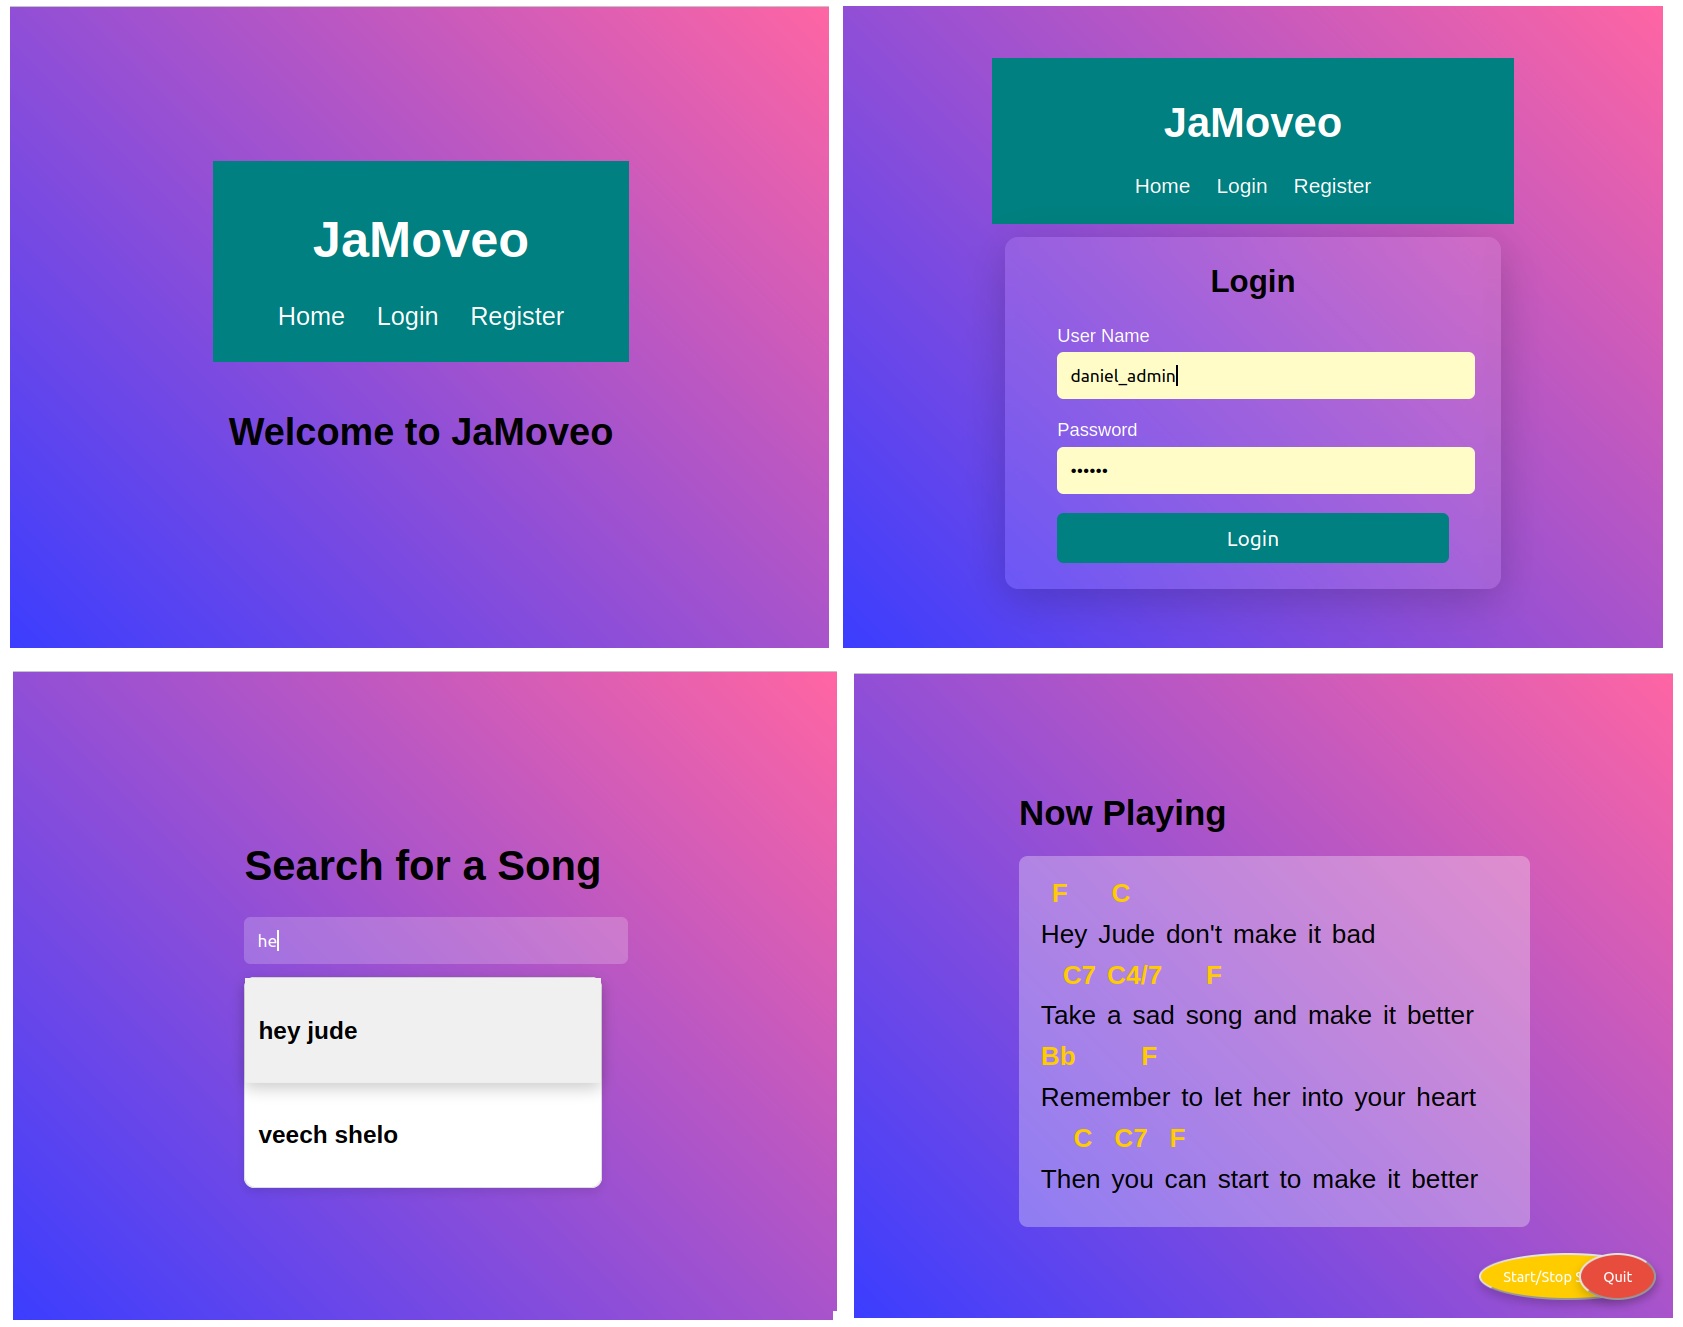 JaMoveo
Home Login Register
Welcome to JaMoveo
JaMoveo
Home Login Register
Login
User Name
daniel_admin
Password
••••••
Login
Search for a Song
he
hey jude
veech shelo
Now Playing
F C
Hey Jude don't make it bad
C7 C4/7 F
Take a sad song and make it better
Bb F
Remember to let her into your heart
C C7 F
Then you can start to make it better
Start/Stop
Quit